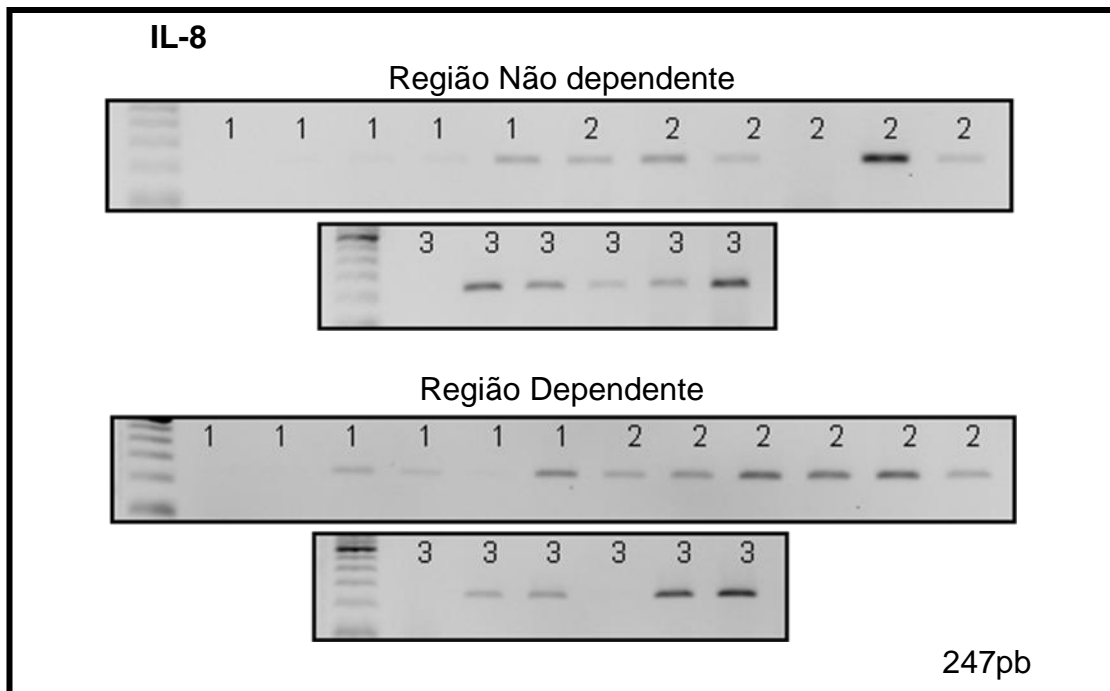 IL-8
Região Não dependente
1 1 1 1 1 2 2 2 2 2 2
3 3 3 3 3 3
Região Dependente
1 1 1 1 1 1 2 2 2 2 2 2
3 3 3 3 3 3
247pb